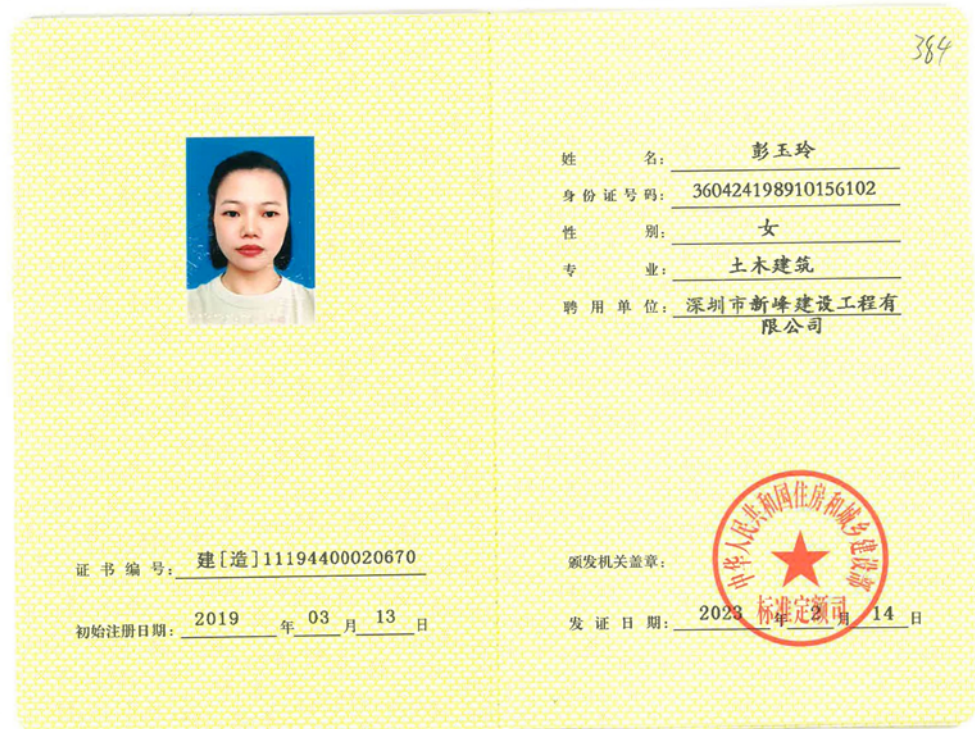 384
姓 名: 彭玉玲
身份证号码: 360424198910156102
性 别: 女
专 业: 土木建筑
聘用单位: 深圳市新峰建设工程有
限公司
证书编号: 建[造]11194400020670
初始注册日期: 2019 年 03 月 13 日
颁发机关盖章:
中华人民共和国住房和城乡建设部
标准定额司
发证日期: 2023 年 2 月 14 日